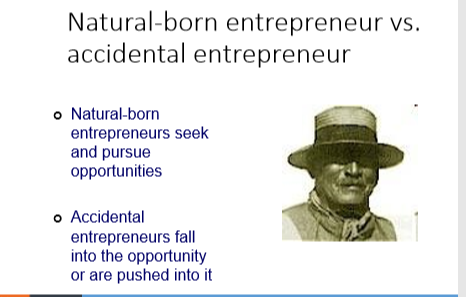 Natural-born entrepreneur vs.
accidental entrepreneur
Natural-born
entrepreneurs seek
and pursue
opportunities
Accidental
entrepreneurs fall
into the opportunity
or are pushed into it